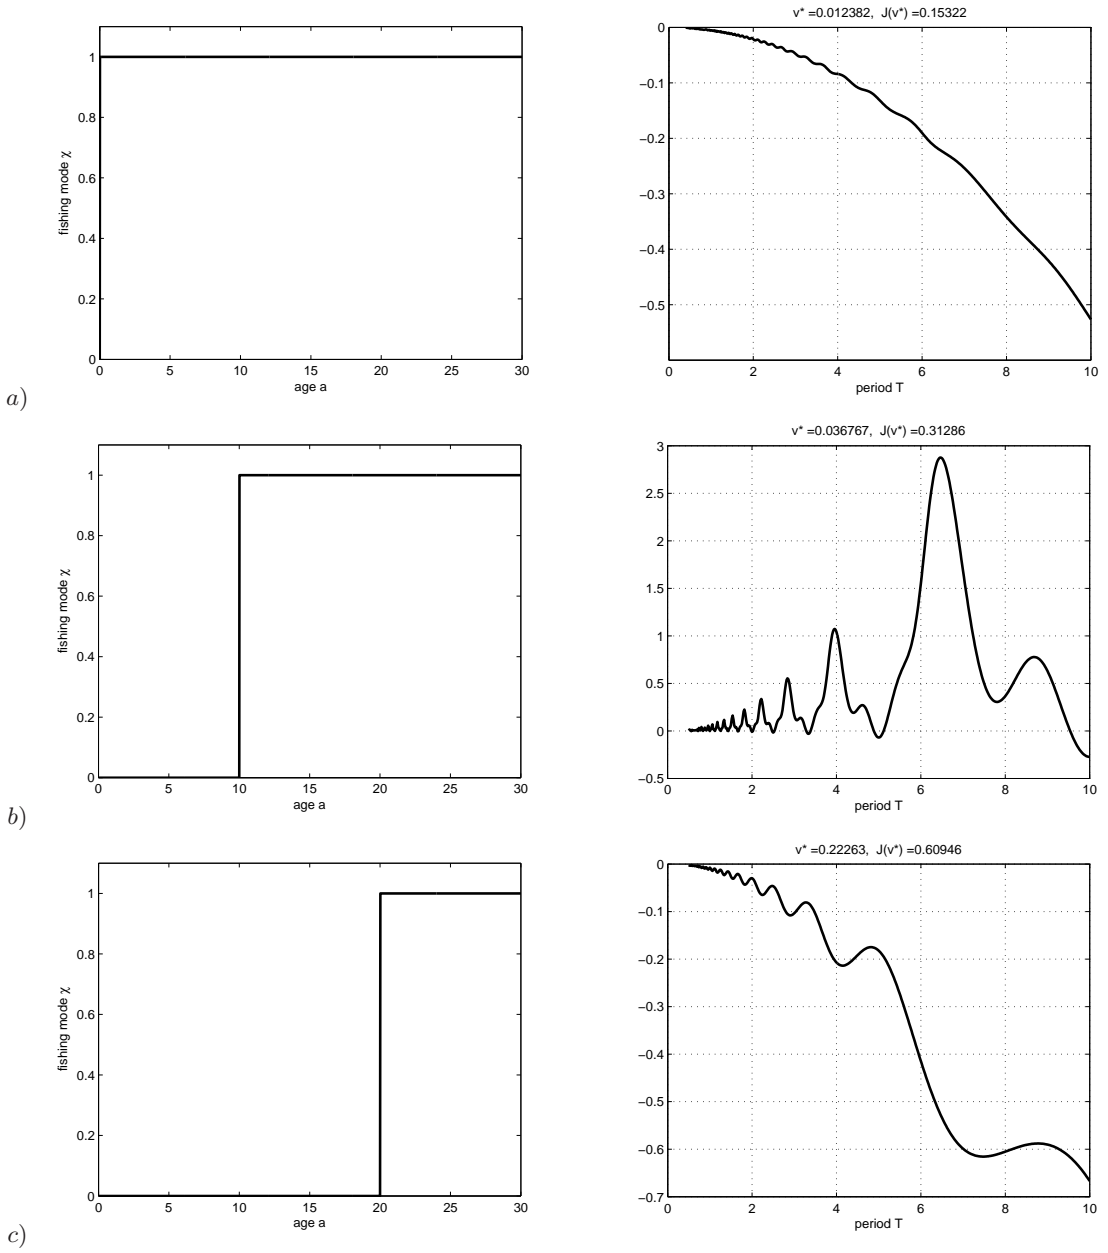 v* =0.012382, J(v*) =0.15322
1
0.8
0.6
0.4
0.2
0
fishing mode χ
0 5 10 15 20 25 30
age a
0
−0.1
−0.2
−0.3
−0.4
−0.5
0 2 4 6 8 10
period T
a)
v* =0.036767, J(v*) =0.31286
1
0.8
0.6
0.4
0.2
0
fishing mode χ
0 5 10 15 20 25 30
age a
3
2.5
2
1.5
1
0.5
0
−0.5
0 2 4 6 8 10
period T
b)
v* =0.22263, J(v*) =0.60946
1
0.8
0.6
0.4
0.2
0
fishing mode χ
0 5 10 15 20 25 30
age a
0
−0.1
−0.2
−0.3
−0.4
−0.5
−0.6
−0.7
0 2 4 6 8 10
period T
c)